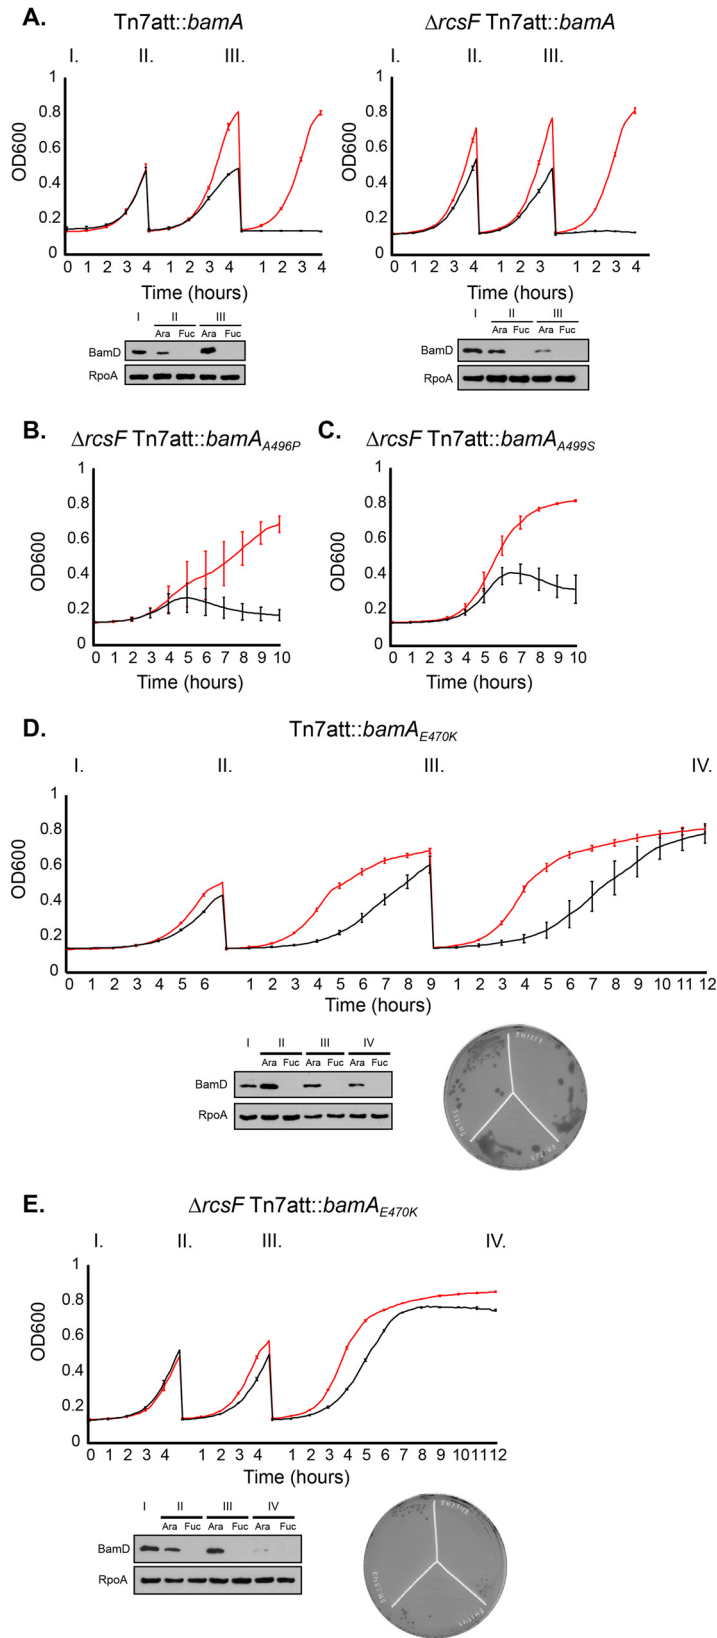 A.
Tn7att::bamA
ΔrcsF Tn7att::bamA
I. II. III.
I. II. III.
OD600
1
0.8
0.6
0.4
0.2
0
0 1 2 3 4 1 2 3 4 1 2 3 4
Time (hours)
OD600
1
0.8
0.6
0.4
0.2
0
0 1 2 3 4 1 2 3 1 2 3 4
Time (hours)
I II III
Ara Fuc Ara Fuc
BamD
RpoA
I II III
Ara Fuc Ara Fuc
BamD
RpoA
B.
ΔrcsF Tn7att::bamA A496P
OD600
1
0.8
0.6
0.4
0.2
0
0 1 2 3 4 5 6 7 8 9 10
Time (hours)
C.
ΔrcsF Tn7att::bamA A499S
OD600
1
0.8
0.6
0.4
0.2
0
0 1 2 3 4 5 6 7 8 9 10
Time (hours)
D.
Tn7att::bamA E470K
I. II. III. IV.
OD600
1
0.8
0.6
0.4
0.2
0
0 1 2 3 4 5 6 1 2 3 4 5 6 7 8 9 1 2 3 4 5 6 7 8 9 10 11 12
Time (hours)
I II III IV
Ara Fuc Ara Fuc Ara Fuc
BamD
RpoA
E.
ΔrcsF Tn7att::bamA E470K
I. II. III. IV.
OD600
1
0.8
0.6
0.4
0.2
0
0 1 2 3 4 1 2 3 4 1 2 3 4 5 6 7 8 9 10 11 12
Time (hours)
I II III IV
Ara Fuc Ara Fuc Ara Fuc
BamD
RpoA